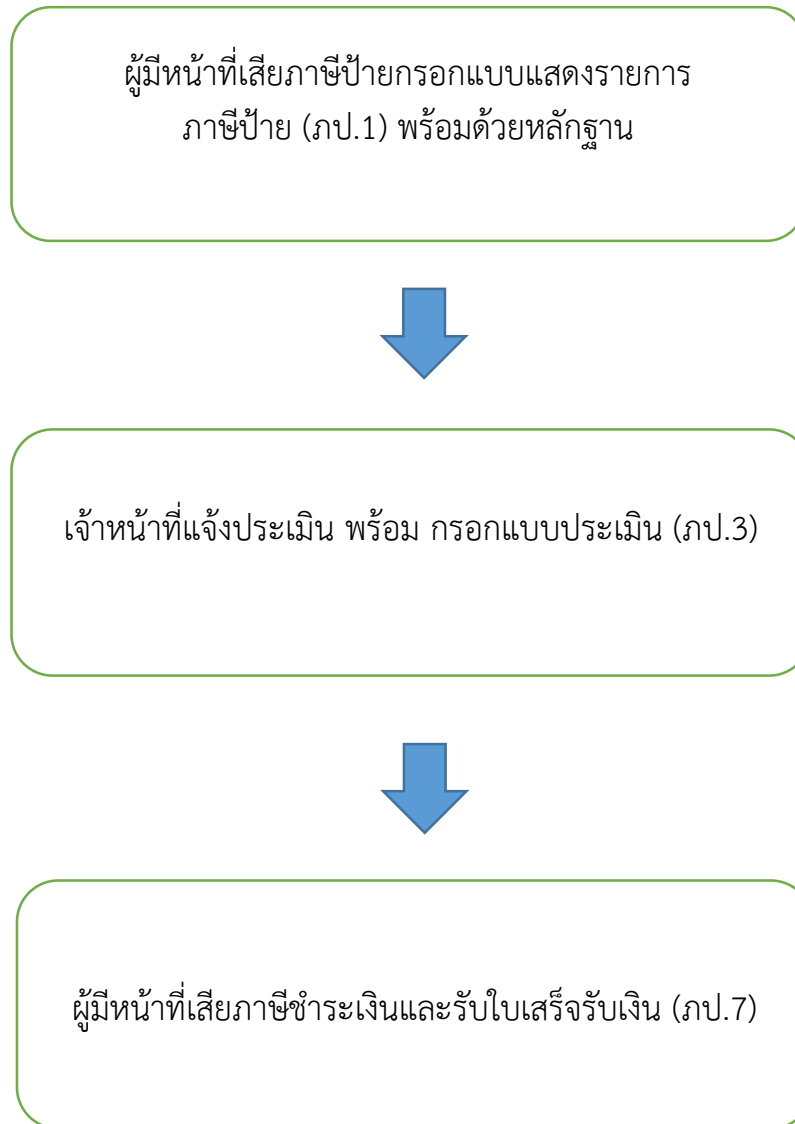 ผู้มีหน้าที่เสียภาษีป้ายกรอกแบบแสดงรายการ
ภาษีป้าย (ภป.1) พร้อมด้วยหลักฐาน
เจ้าหน้าที่แจ้งประเมิน พร้อม กรอกแบบประเมิน (ภป.3)
ผู้มีหน้าที่เสียภาษีชำระเงินและรับใบเสร็จรับเงิน (ภป.7)